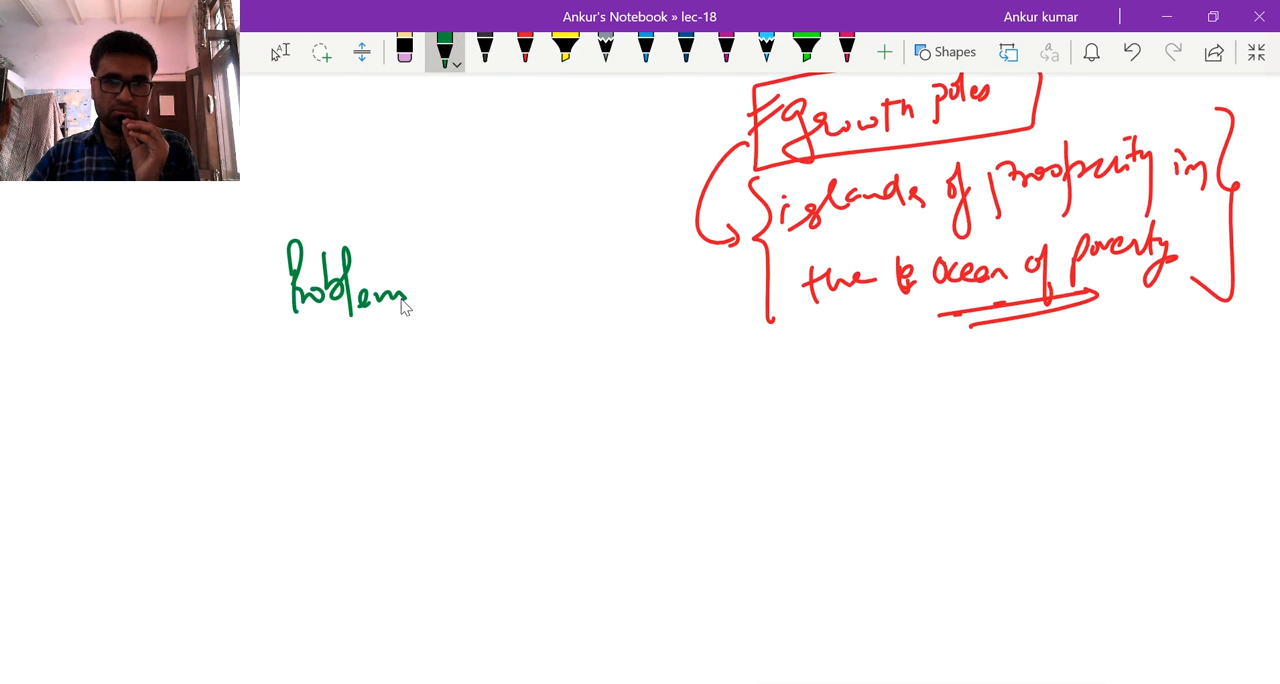 Ankur's Notebook » lec-18
Ankur kumar
Shapes
growth poles
islands of prosperity in
the ocean of poverty
Problem